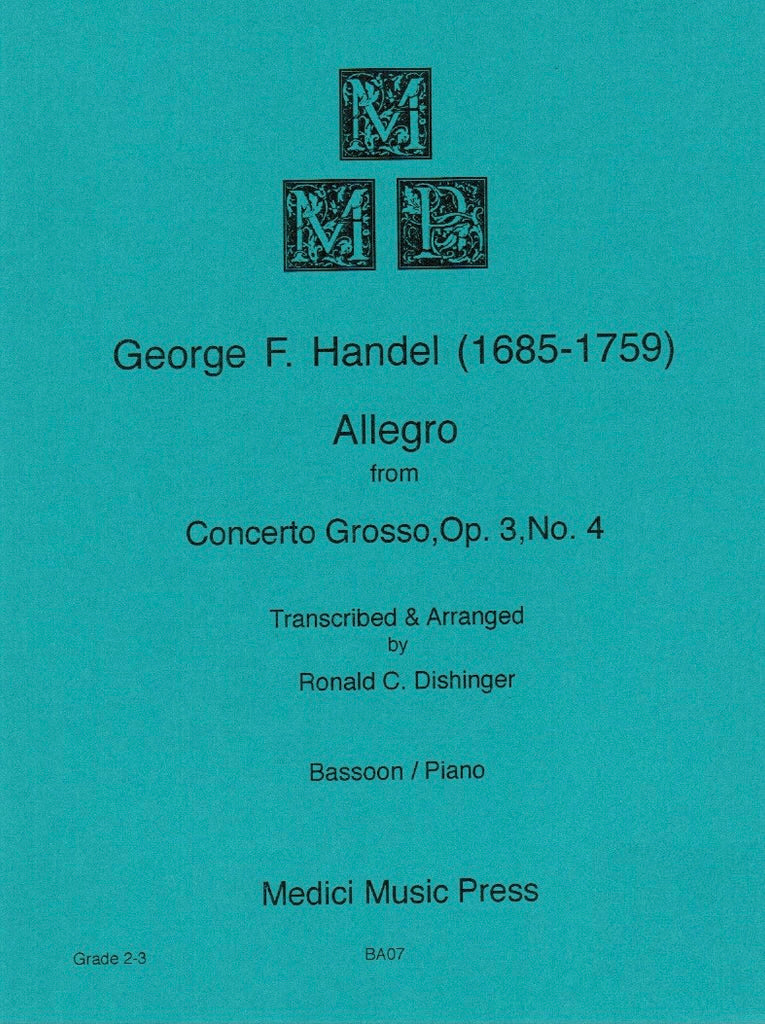 M
M P
George F. Handel (1685-1759)
Allegro
from
Concerto Grosso,Op. 3,No. 4
Transcribed & Arranged
by
Ronald C. Dishinger
Bassoon / Piano
Medici Music Press
Grade 2-3 BA07